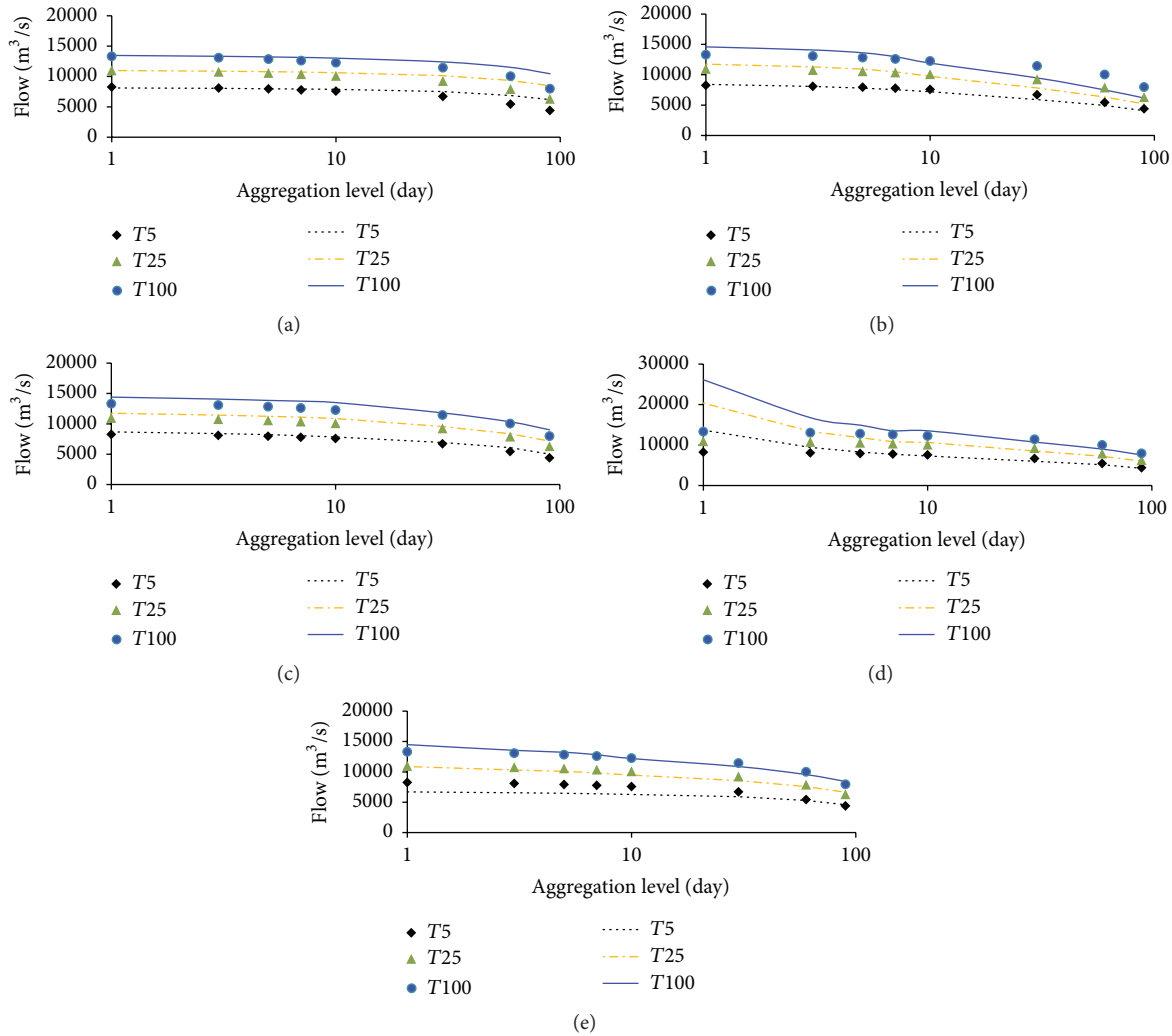 Flow (m³/s)
20000
15000
10000
5000
0
1 10 100
Aggregation level (day)
T5 T5
T25 T25
T100 T100
(a)
Flow (m³/s)
20000
15000
10000
5000
0
1 10 100
Aggregation level (day)
T5 T5
T25 T25
T100 T100
(b)
Flow (m³/s)
20000
15000
10000
5000
0
1 10 100
Aggregation level (day)
T5 T5
T25 T25
T100 T100
(c)
Flow (m³/s)
30000
20000
10000
0
1 10 100
Aggregation level (day)
T5 T5
T25 T25
T100 T100
(d)
Flow (m³/s)
20000
15000
10000
5000
0
1 10 100
Aggregation level (day)
T5 T5
T25 T25
T100 T100
(e)